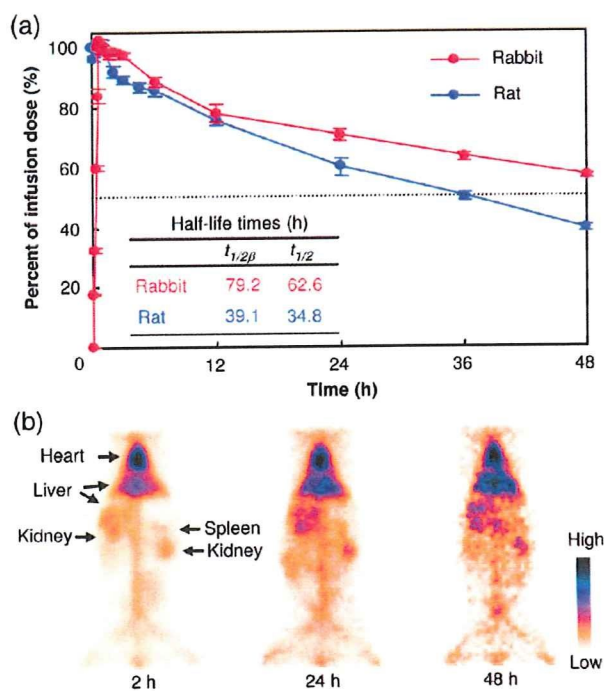 (a)
100
80
60
40
20
0
12
24
36
48
Percent of infusion dose (%)
Time (h)
Rabbit
Rat
Half-life times (h)
t1/2β t1/2
Rabbit 79.2 62.6
Rat 39.1 34.8
(b)
Heart
Liver
Kidney
Spleen
Kidney
High
Low
2 h
24 h
48 h